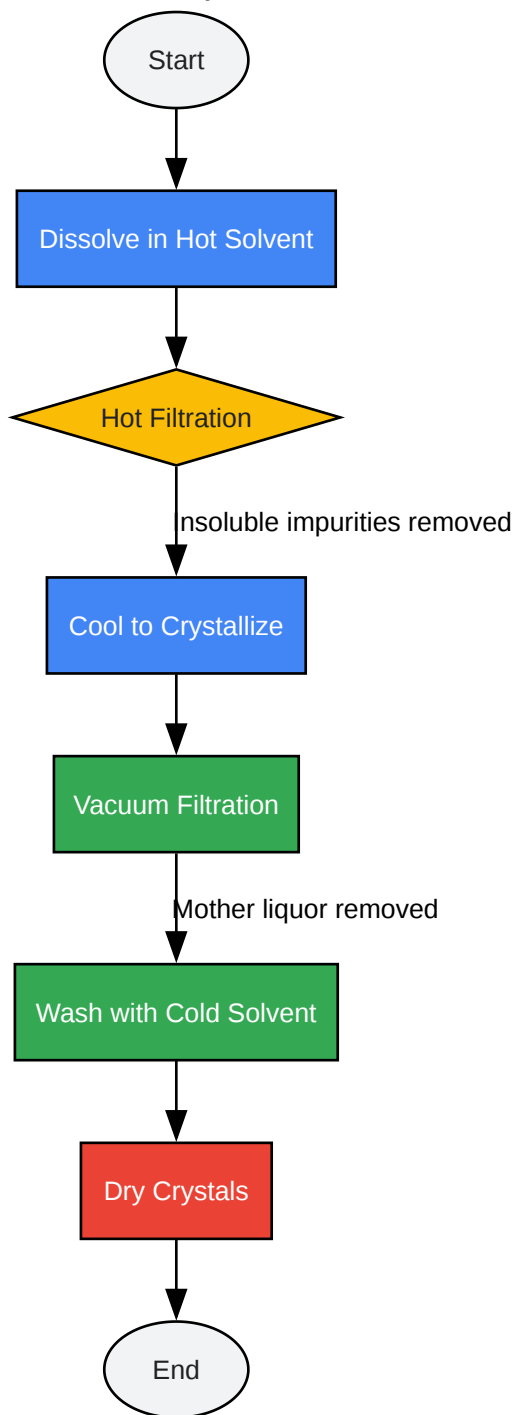 Start
Dissolve in Hot Solvent
Hot Filtration
Insoluble impurities removed
Cool to Crystallize
Vacuum Filtration
Mother liquor removed
Wash with Cold Solvent
Dry Crystals
End